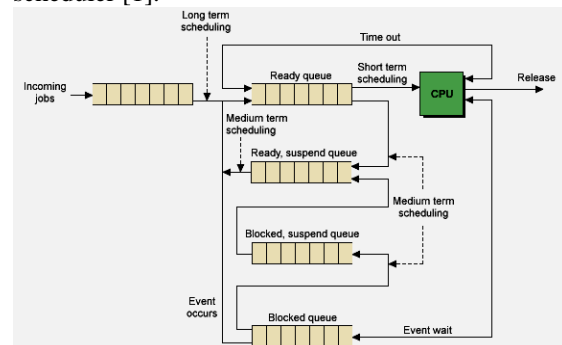 scheduler [1].
Long term
scheduling
Time out
Incoming
jobs
Ready queue
Short term
scheduling
CPU
Release
Medium term
scheduling
Ready, suspend queue
Medium term
scheduling
Blocked, suspend queue
Event
occurs
Blocked queue
Event wait